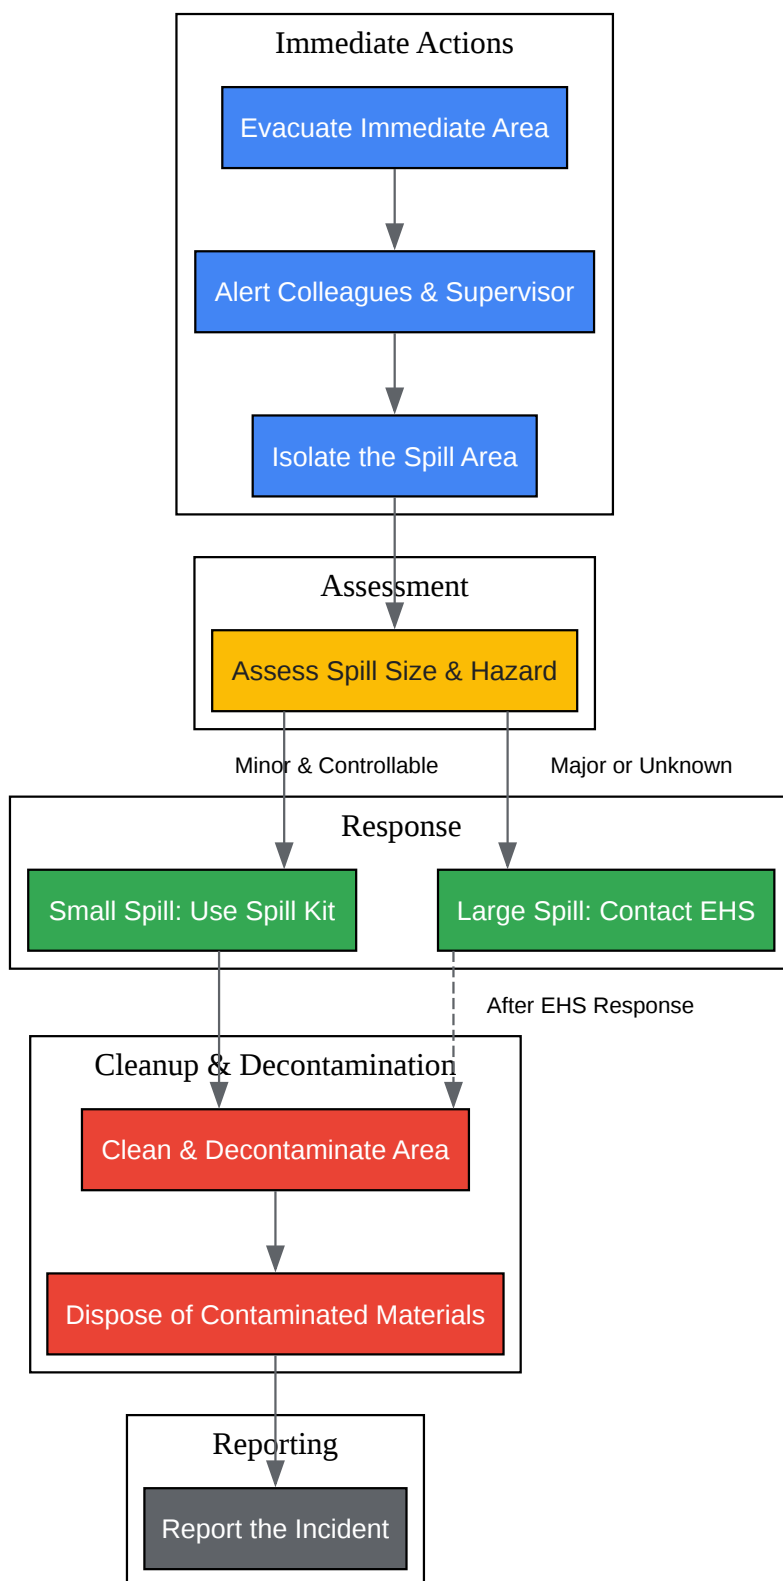 Immediate Actions
Evacuate Immediate Area
Alert Colleagues & Supervisor
Isolate the Spill Area
Assessment
Assess Spill Size & Hazard
Minor & Controllable
Major or Unknown
Response
Small Spill: Use Spill Kit
Large Spill: Contact EHS
After EHS Response
Cleanup & Decontamination
Clean & Decontaminate Area
Dispose of Contaminated Materials
Reporting
Report the Incident